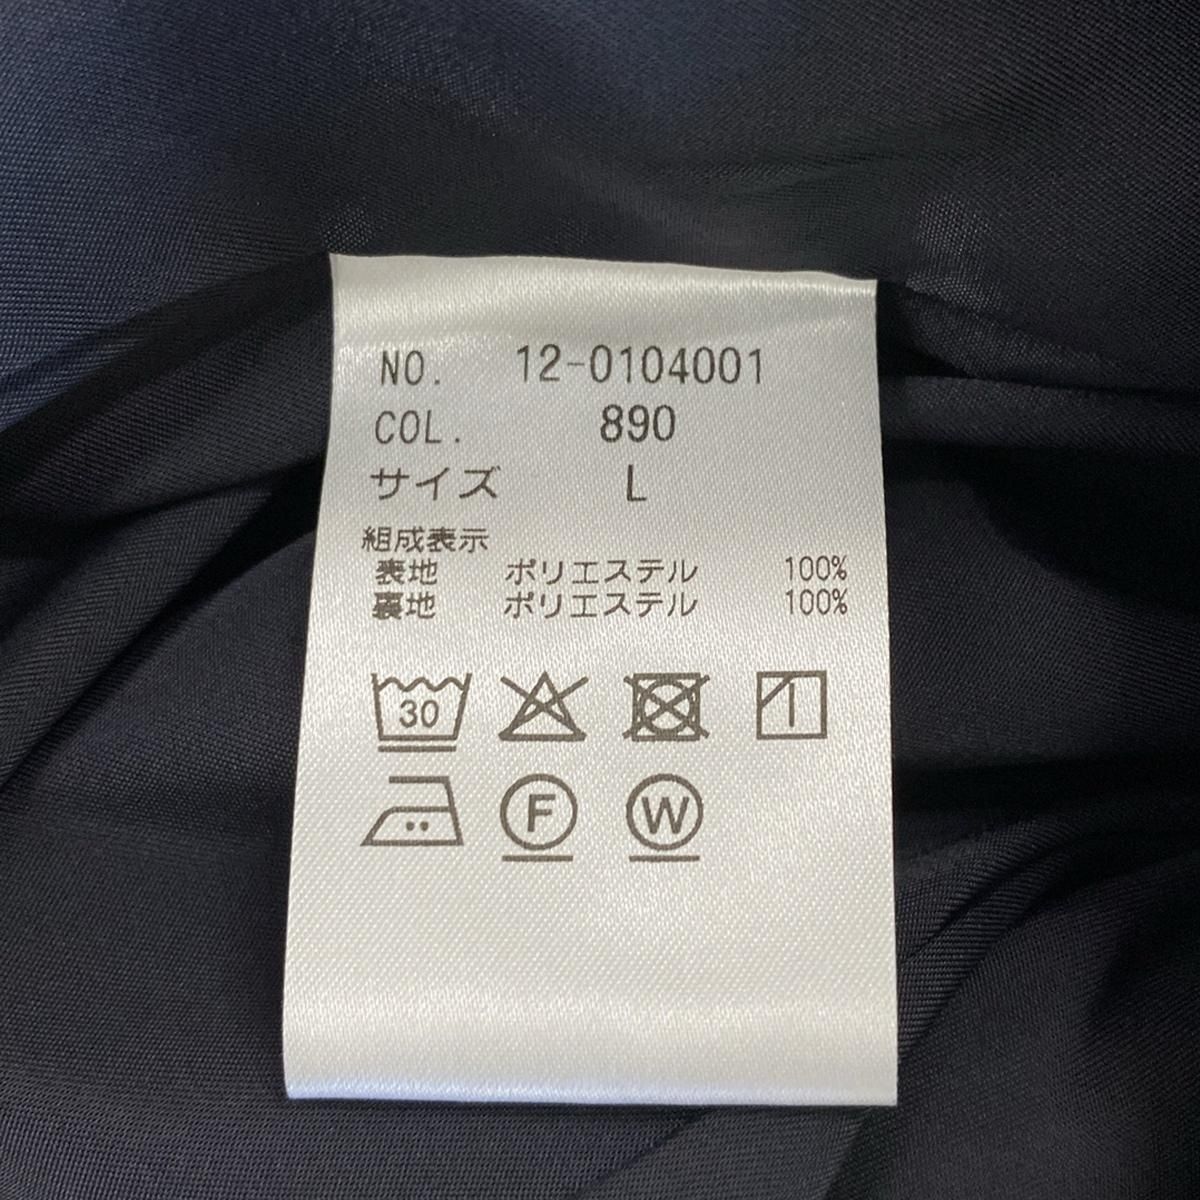 NO. 12-0104001
COL. 890
サイズ L
組成表示
表地 ポリエステル 100%
裏地 ポリエステル 100%
30
F W